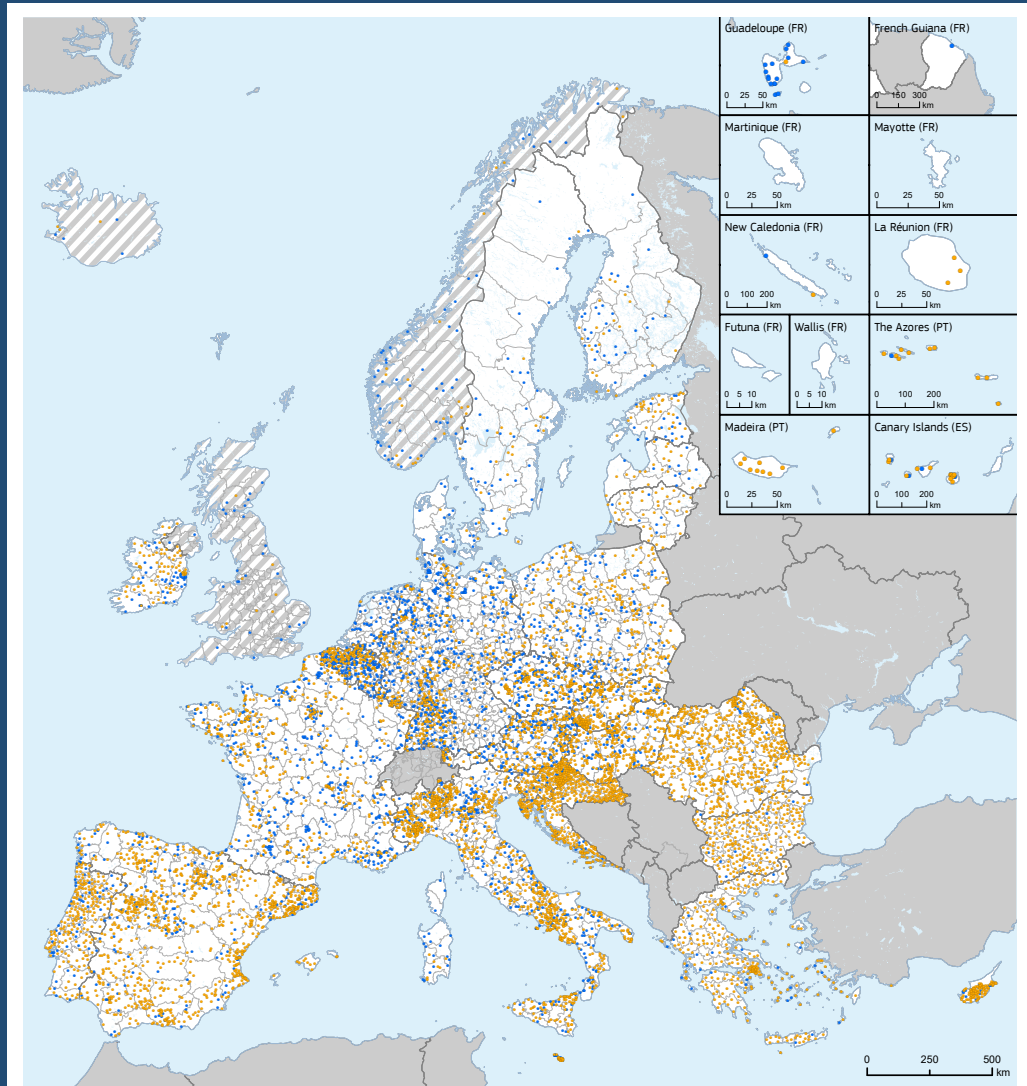 Guadeloupe (FR)
0 25 50
km
French Guiana (FR)
0 150 300
km
Martinique (FR)
0 25 50
km
Mayotte (FR)
0 25 50
km
New Caledonia (FR)
0 100 200
km
La Réunion (FR)
0 25 50
km
Futuna (FR)
0 5 10
km
Wallis (FR)
0 5 10
km
The Azores (PT)
0 100 200
km
Madeira (PT)
0 25 50
km
Canary Islands (ES)
0 100 200
km
0 250 500
km